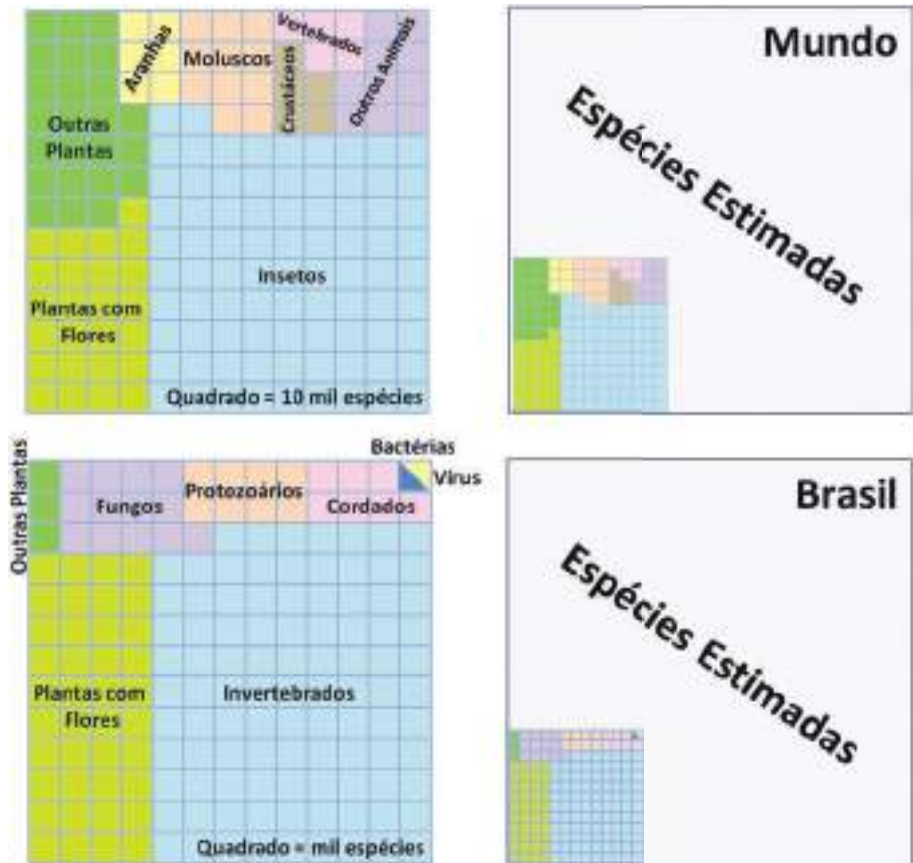 Aranhas
Moluscos
Vertebrados
Crustáceos
Outros Animais
Outras
Plantas
Insetos
Plantas com
Flores
Quadrado = 10 mil espécies
Mundo
Espécies Estimadas
Outras Plantas
Fungos
Protozoários
Cordados
Bactérias
Vírus
Plantas com
Flores
Invertebrados
Quadrado = mil espécies
Brasil
Espécies Estimadas